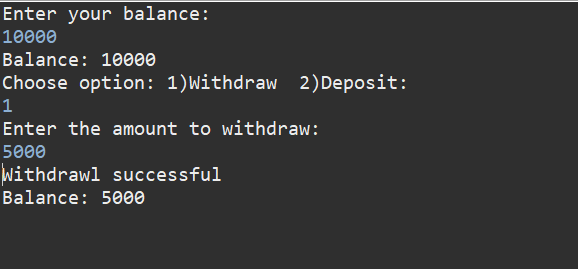 Enter your balance:
10000
Balance: 10000
Choose option: 1)Withdraw  2)Deposit:
1
Enter the amount to withdraw:
5000
Withdrawl successful
Balance: 5000